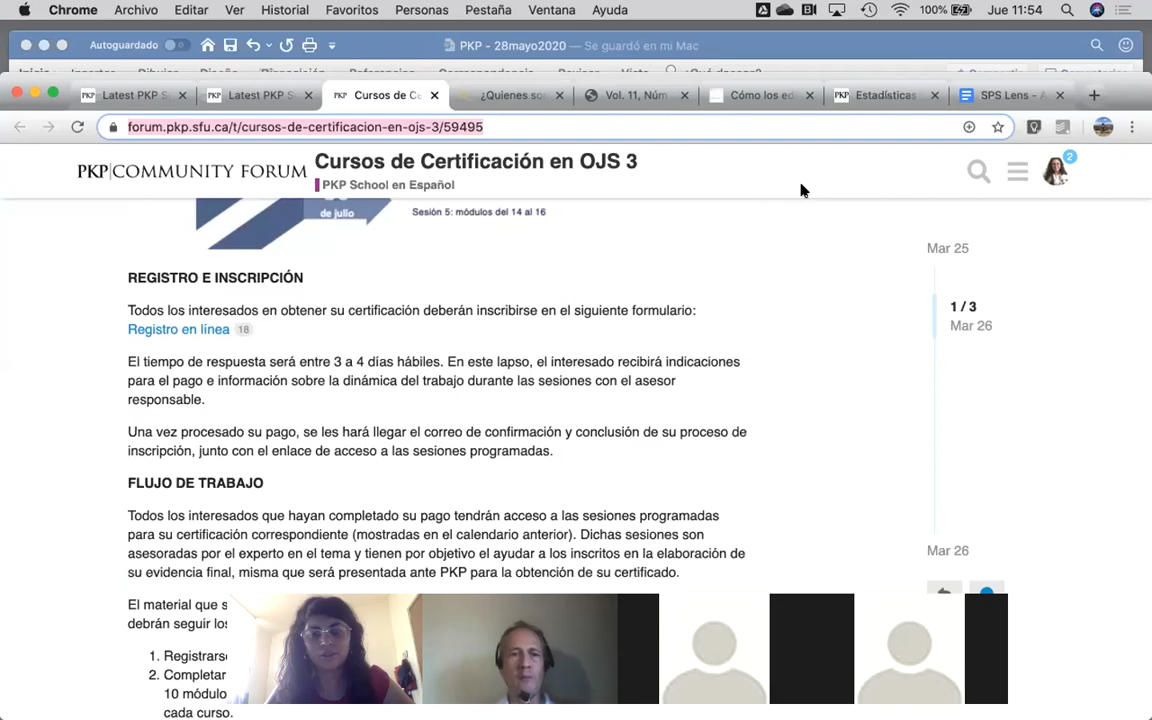 Chrome Archivo Editar Ver Historial Favoritos Personas Pestaña Ventana Ayuda 100% Jue 11:54
Autoguardado PKP - 28mayo2020 — Se guardó en mi Mac
Latest PKP S Latest PKP S Cursos de Ce ¿Quienes so Vol. 11, Núm Cómo los ed Estadísticas SPS Lens - A
forum.pkp.sfu.ca/t/cursos-de-certificacion-en-ojs-3/59495
PKP|COMMUNITY FORUM
Cursos de Certificación en OJS 3
PKP School en Español
2
de julio
Sesión 5: módulos del 14 al 16
Mar 25
1 / 3
Mar 26
Mar 26
REGISTRO E INSCRIPCIÓN
Todos los interesados en obtener su certificación deberán inscribirse en el siguiente formulario:
Registro en línea 18
El tiempo de respuesta será entre 3 a 4 días hábiles. En este lapso, el interesado recibirá indicaciones
para el pago e información sobre la dinámica del trabajo durante las sesiones con el asesor
responsable.
Una vez procesado su pago, se les hará llegar el correo de confirmación y conclusión de su proceso de
inscripción, junto con el enlace de acceso a las sesiones programadas.
FLUJO DE TRABAJO
Todos los interesados que hayan completado su pago tendrán acceso a las sesiones programadas
para su certificación correspondiente (mostradas en el calendario anterior). Dichas sesiones son
asesoradas por el experto en el tema y tienen por objetivo el ayudar a los inscritos en la elaboración de
su evidencia final, misma que será presentada ante PKP para la obtención de su certificado.
El material que s
debrán seguir los
1. Registrars
2. Completar
10 módulo
cada curso.